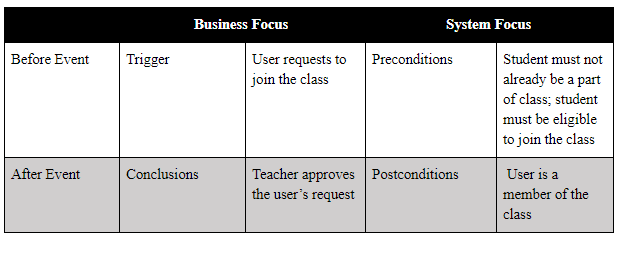 Business Focus System Focus
Before Event Trigger User requests to Preconditions Student must not
join the class already be a part
of class; student
must be eligible
to join the class
After Event Conclusions Teacher approves Postconditions User is a
the user's request member of the
class